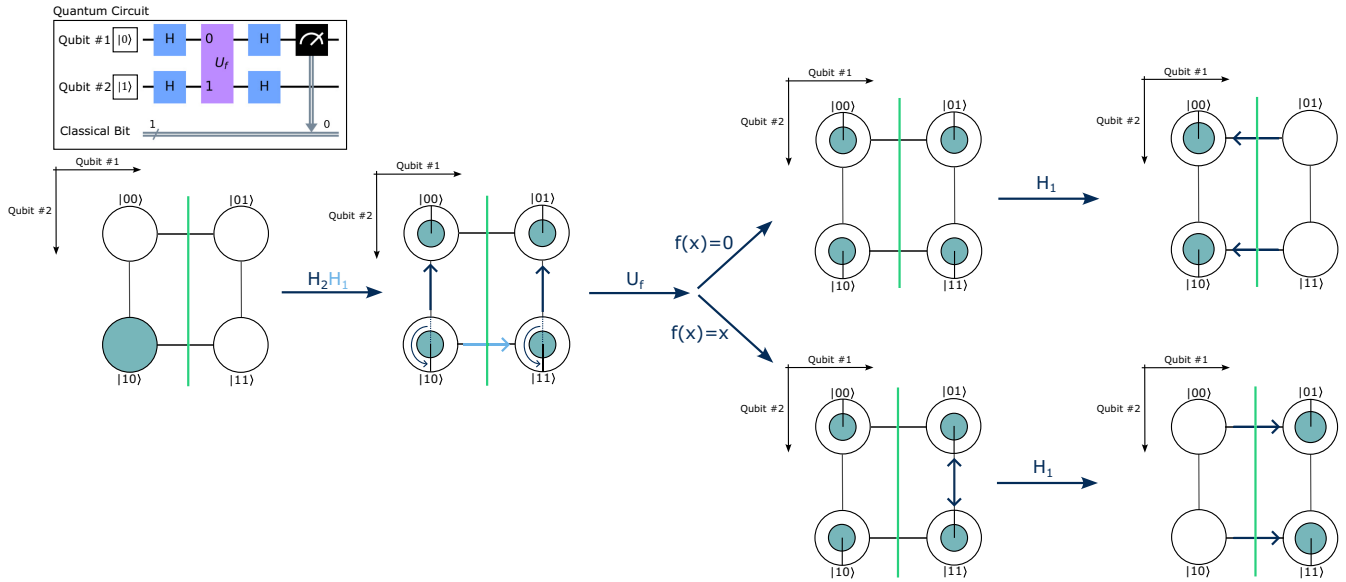 Quantum Circuit
Qubit #1 |0⟩ H 0 H
U_f
Qubit #2 |1⟩ H 1 H
Classical Bit 1 0
Qubit #1
Qubit #2
|00⟩ |01⟩
|10⟩ |11⟩
H₂H₁
Qubit #1
Qubit #2
|00⟩ |01⟩
|10⟩ |11⟩
U_f
f(x)=0
f(x)=x
Qubit #1
Qubit #2
|00⟩ |01⟩
|10⟩ |11⟩
H₁
Qubit #1
Qubit #2
|00⟩ |01⟩
|10⟩ |11⟩
Qubit #1
Qubit #2
|00⟩ |01⟩
|10⟩ |11⟩
H₁
Qubit #1
Qubit #2
|00⟩ |01⟩
|10⟩ |11⟩